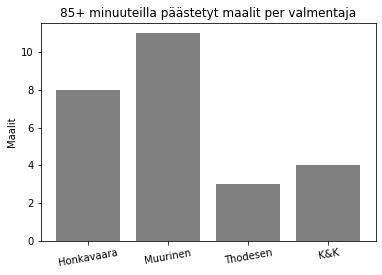 85+ minuuteilla päästetyt maalit per valmentaja
Maalit
10
8
6
4
2
0
Honkavaara
Muurinen
Thodesen
K&K